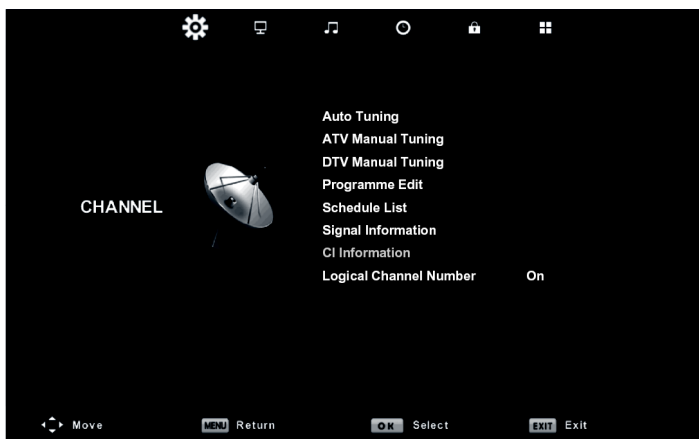 Auto Tuning
ATV Manual Tuning
DTV Manual Tuning
Programme Edit
CHANNEL
Schedule List
Signal Information
CI Information
Logical Channel Number On
Move MENU Return OK Select EXIT Exit